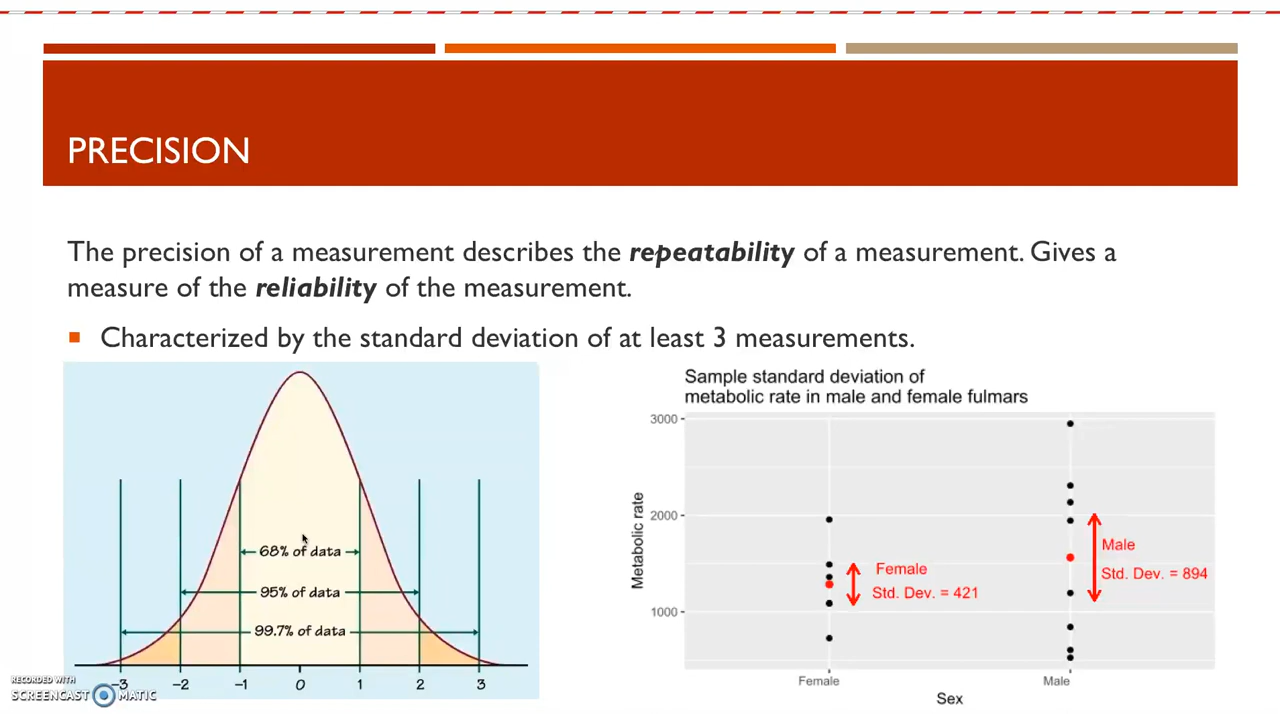 PRECISION
The precision of a measurement describes the repeatability of a measurement. Gives a
measure of the reliability of the measurement.
Characterized by the standard deviation of at least 3 measurements.
68% of data
95% of data
99.7% of data
-3 -2 -1 0 1 2 3
Sample standard deviation of
metabolic rate in male and female fulmars
3000
2000
1000
Metabolic rate
Female
Std. Dev. = 421
Male
Std. Dev. = 894
Female Male
Sex
RECORDED WITH
SCREENCAST MATIC